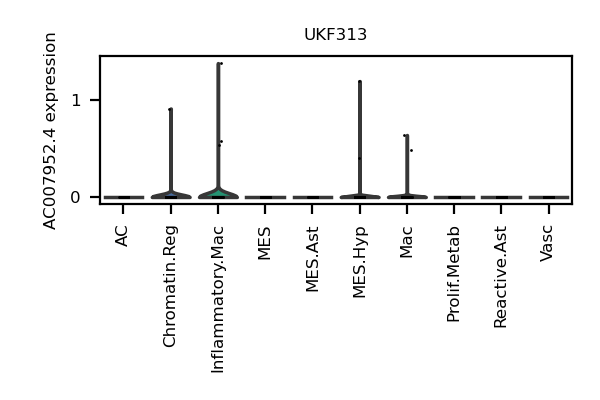 UKF313
AC007952.4 expression
1
0
AC
Chromatin.Reg
Inflammatory.Mac
MES
MES.Ast
MES.Hyp
Mac
Prolif.Metab
Reactive.Ast
Vasc